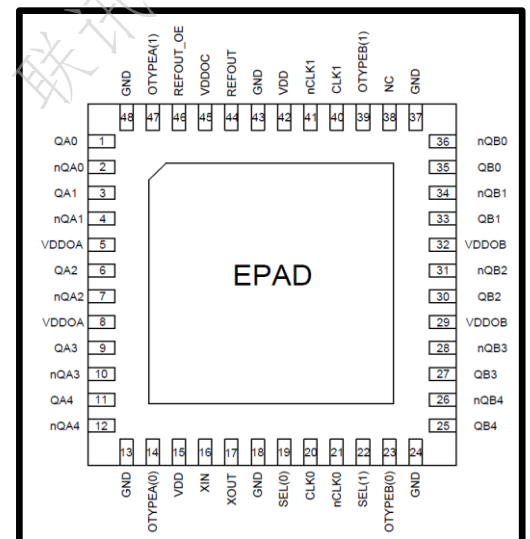 联讯
GND
OTYPEA(1)
REFOUT_OE
VDDOC
REFOUT
GND
VDD
nCLK1
CLK1
OTYPEB(1)
NC
GND
48 47 46 45 44 43 42 41 40 39 38 37
QA0 1 36 nQB0
nQA0 2 35 QB0
QA1 3 34 nQB1
nQA1 4 33 QB1
VDDOA 5 32 VDDOB
QA2 6 31 nQB2
EPAD
nQA2 7 30 QB2
VDDOA 8 29 VDDOB
QA3 9 28 nQB3
nQA3 10 27 QB3
QA4 11 26 nQB4
nQA4 12 25 QB4
13 14 15 16 17 18 19 20 21 22 23 24
GND
OTYPEA(0)
VDD
XIN
XOUT
GND
SEL(0)
CLK0
nCLK0
SEL(1)
OTYPEB(0)
GND